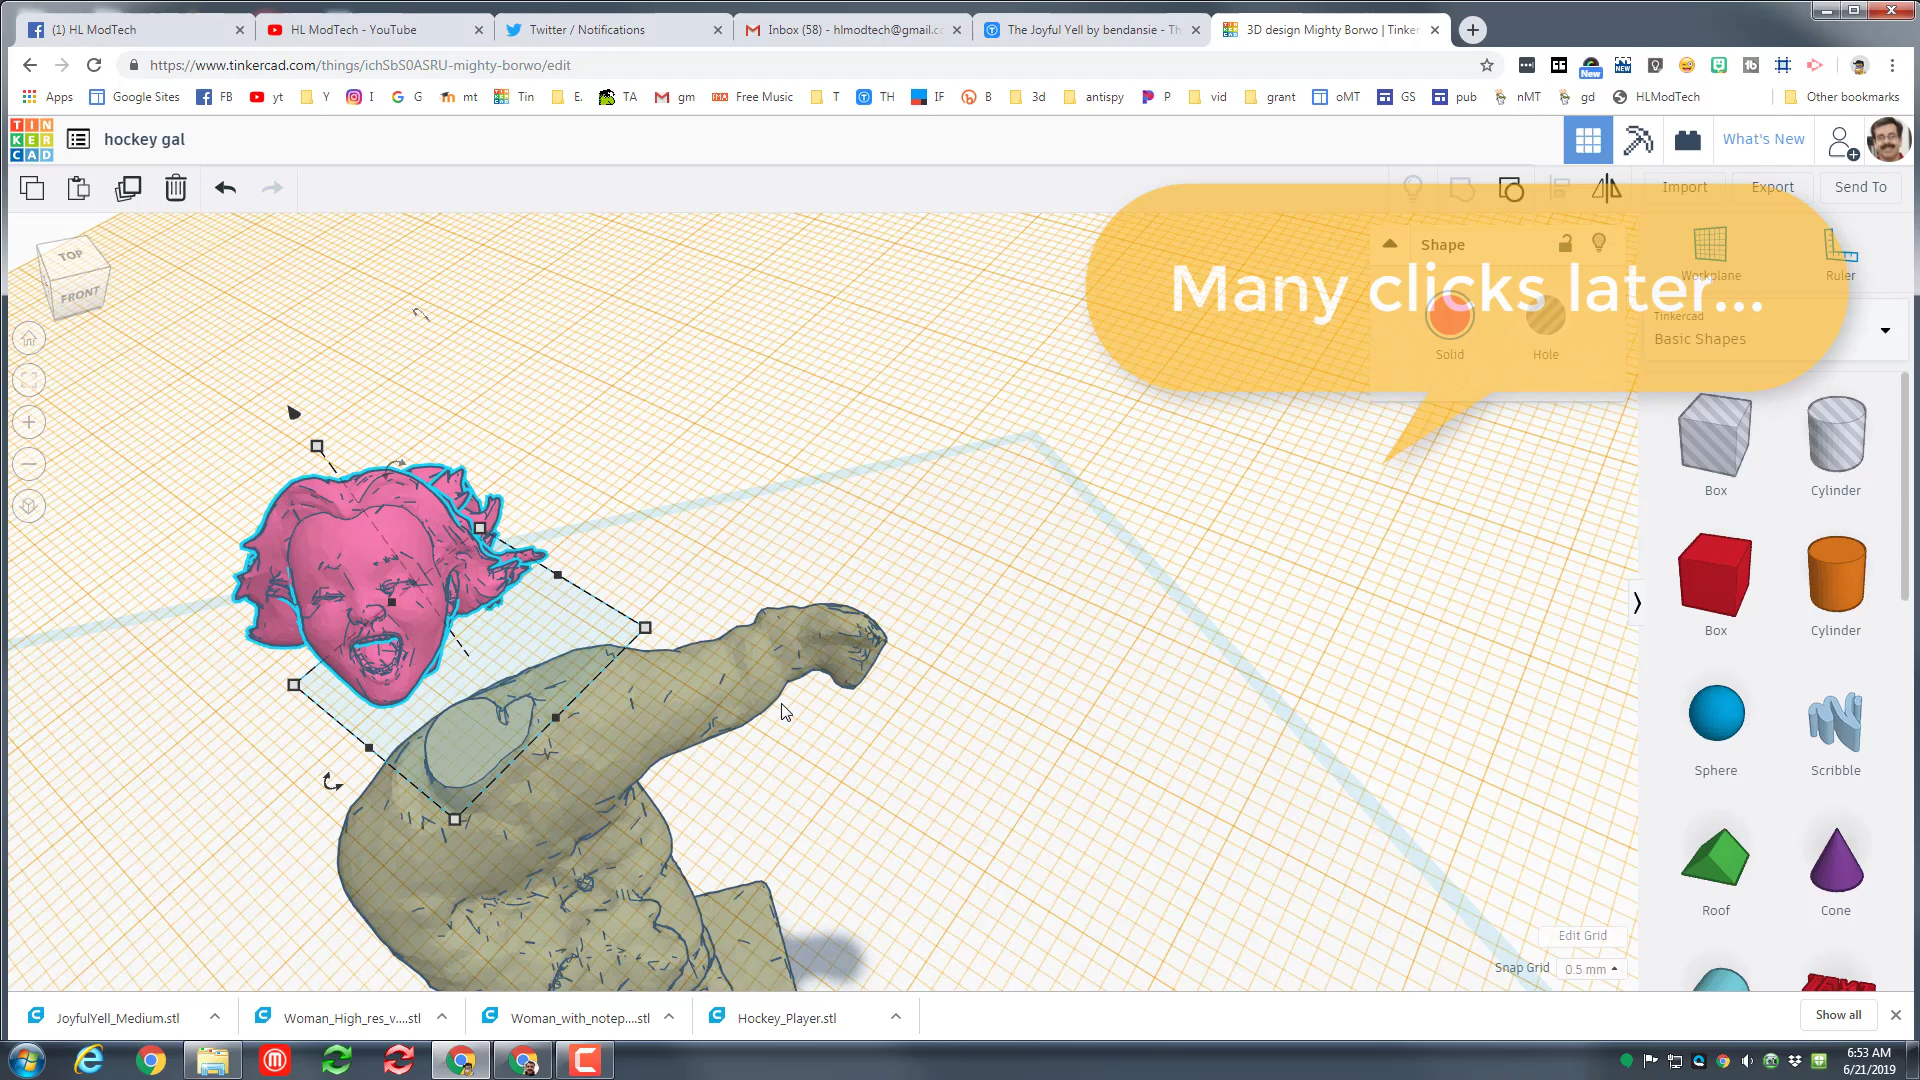 (1) HL ModTech
HL ModTech - YouTube
Twitter / Notifications
Inbox (58) - hlmodtech@gmail.c
The Joyful Yell by bendansie - Th
3D design Mighty Borwo | Tinker
https://www.tinkercad.com/things/ichSbS0ASRU-mighty-borwo/edit
New
NEW
Apps
Google Sites
FB
yt
Y
I
G
mt
Tin
E.
TA
gm
Free Music
T
TH
IF
B
3d
antispy
P
vid
grant
oMT
GS
pub
nMT
gd
HLModTech
Other bookmarks
TIN
KER
CAD
hockey gal
What's New
Import
Export
Send To
TOP
FRONT
Shape
Many clicks later...
Solid
Hole
Workplane
Ruler
Tinkercad
Basic Shapes
Box
Cylinder
Box
Cylinder
Sphere
Scribble
Roof
Cone
Edit Grid
Snap Grid
0.5 mm
JoyfulYell_Medium.stl
Woman_High_res_v....stl
Woman_with_notep....stl
Hockey_Player.stl
Show all
6:53 AM
6/21/2019